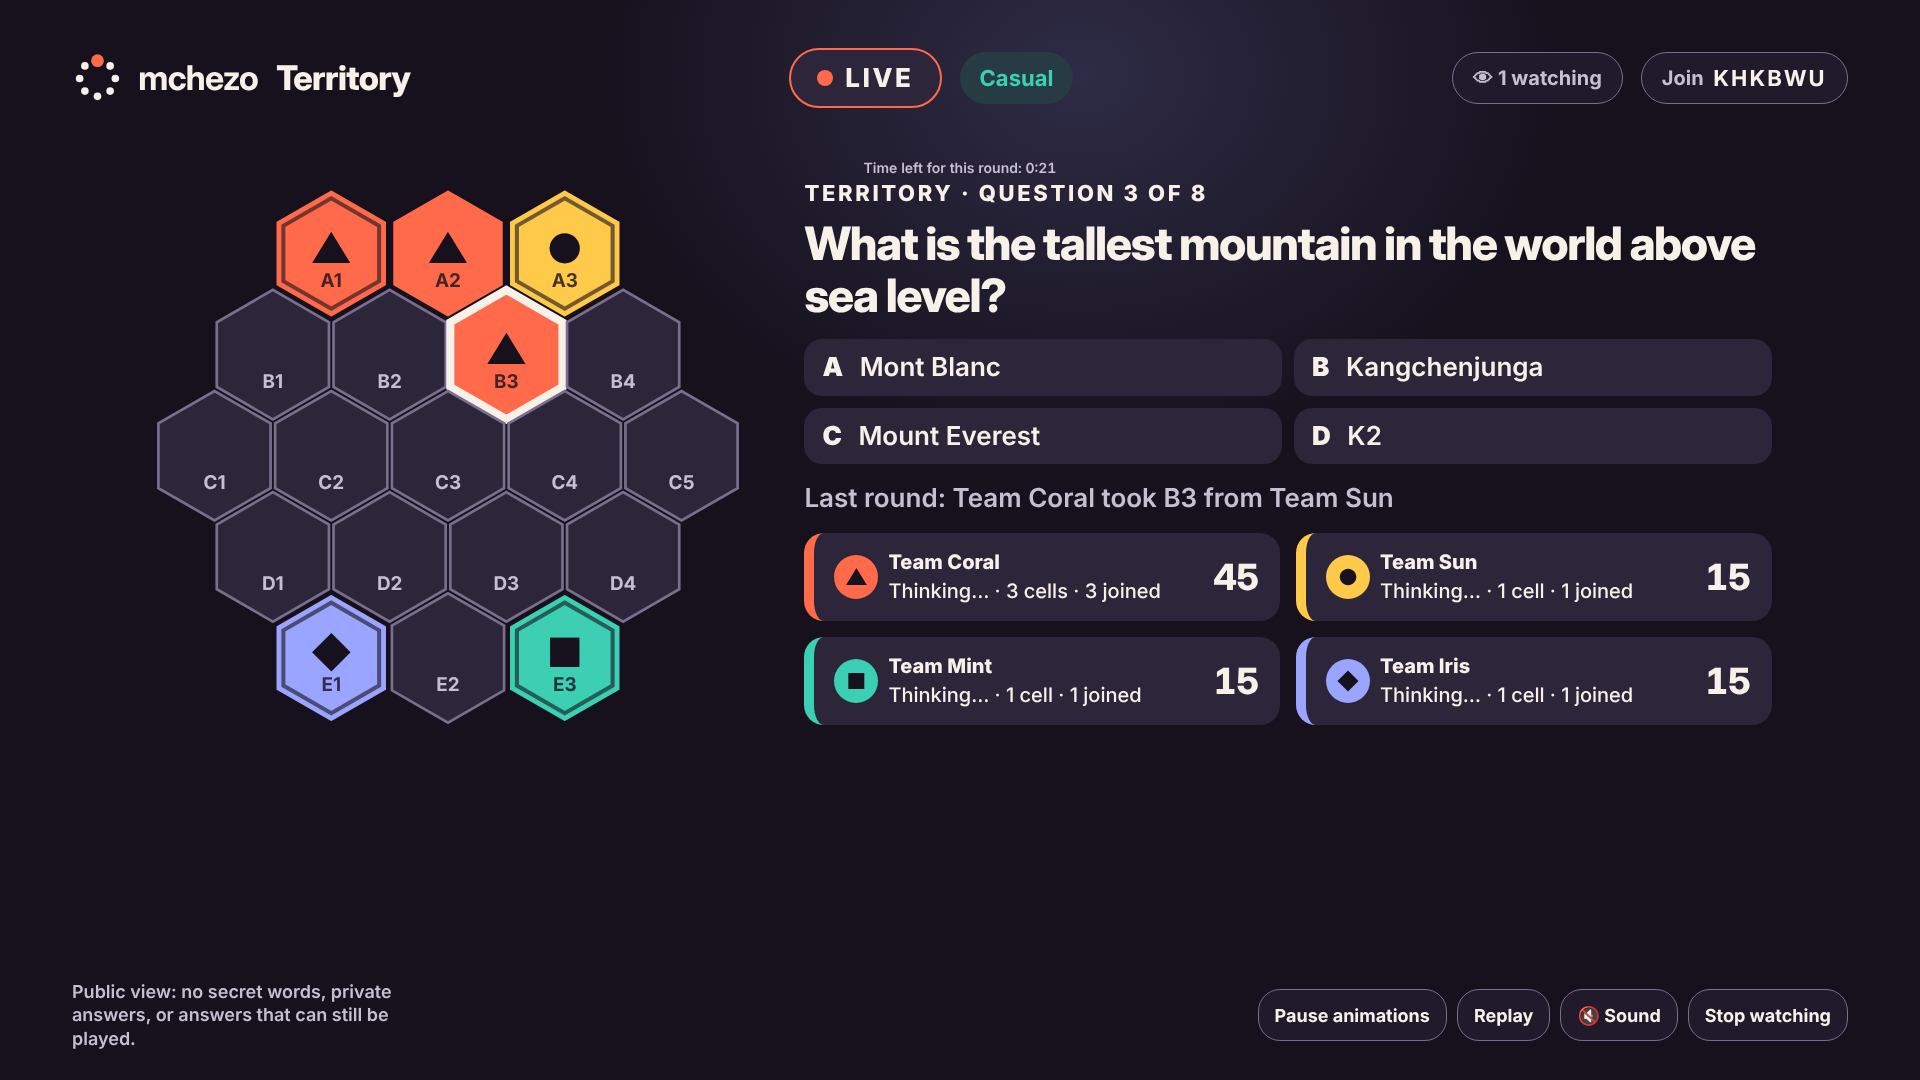 mchezo Territory
LIVE
Casual
1 watching
Join KHKBWU
Time left for this round: 0:21
TERRITORY · QUESTION 3 OF 8
What is the tallest mountain in the world above
sea level?
A Mont Blanc
B Kangchenjunga
C Mount Everest
D K2
Last round: Team Coral took B3 from Team Sun
Team Coral
Thinking... · 3 cells · 3 joined
45
Team Sun
Thinking... · 1 cell · 1 joined
15
Team Mint
Thinking... · 1 cell · 1 joined
15
Team Iris
Thinking... · 1 cell · 1 joined
15
A1 A2 A3
B1 B2 B3 B4
C1 C2 C3 C4 C5
D1 D2 D3 D4
E1 E2 E3
Public view: no secret words, private
answers, or answers that can still be
played.
Pause animations
Replay
Sound
Stop watching